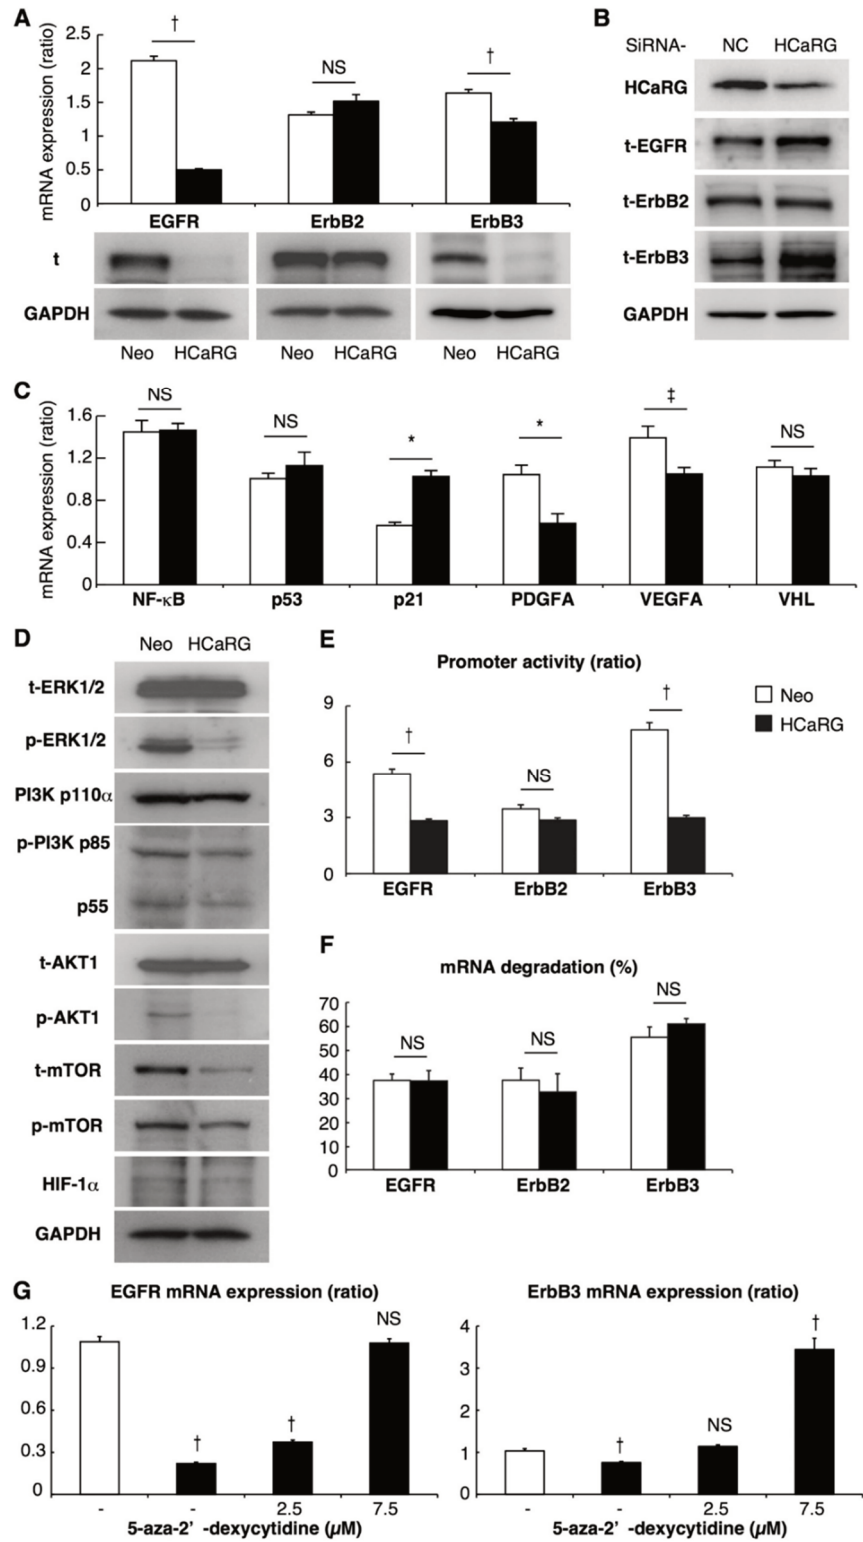 A
mRNA expression (ratio)
2.5
2
1.5
1
0.5
0
†
NS
†
EGFR ErbB2 ErbB3
t
GAPDH
Neo HCaRG Neo HCaRG Neo HCaRG
B
SiRNA- NC HCaRG
HCaRG
t-EGFR
t-ErbB2
t-ErbB3
GAPDH
C
mRNA expression (ratio)
1.6
1.2
0.8
0.4
0
NS
NS
*
*
‡
NS
NF-κB p53 p21 PDGFA VEGFA VHL
D
Neo HCaRG
t-ERK1/2
p-ERK1/2
PI3K p110α
p-PI3K p85
p55
t-AKT1
p-AKT1
t-mTOR
p-mTOR
HIF-1α
GAPDH
E
Promoter activity (ratio)
9
6
3
0
†
NS
†
EGFR ErbB2 ErbB3
Neo
HCaRG
F
mRNA degradation (%)
70
60
50
40
30
20
10
0
NS
NS
NS
EGFR ErbB2 ErbB3
G
EGFR mRNA expression (ratio)
1.2
0.9
0.6
0.3
0
†
†
NS
- - 2.5 7.5
5-aza-2' -dexycytidine (µM)
ErbB3 mRNA expression (ratio)
4
3
2
1
0
†
NS
†
- - 2.5 7.5
5-aza-2' -dexycytidine (µM)